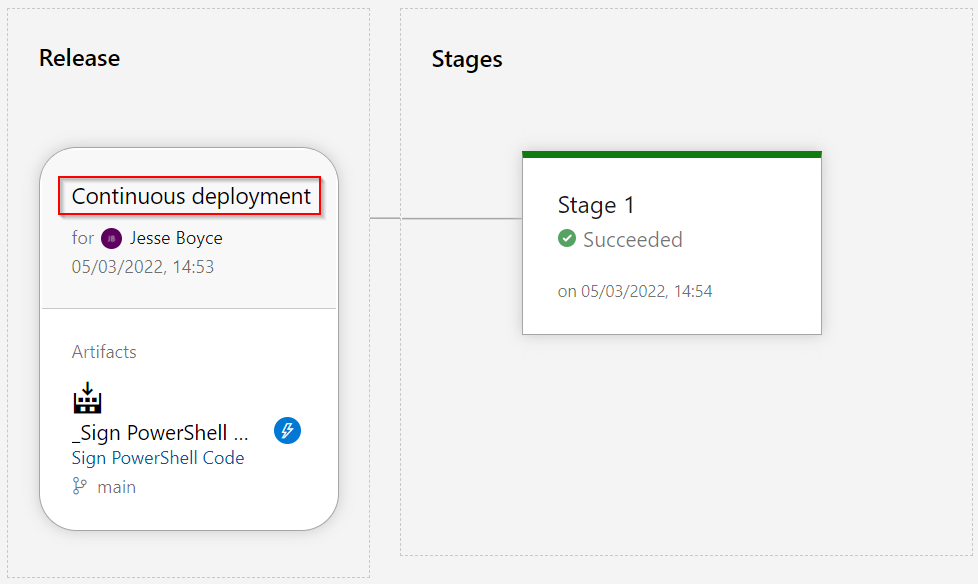 Release
Continuous deployment
for Jesse Boyce
05/03/2022, 14:53
Artifacts
_Sign PowerShell ...
Sign PowerShell Code
main
Stages
Stage 1
Succeeded
on 05/03/2022, 14:54